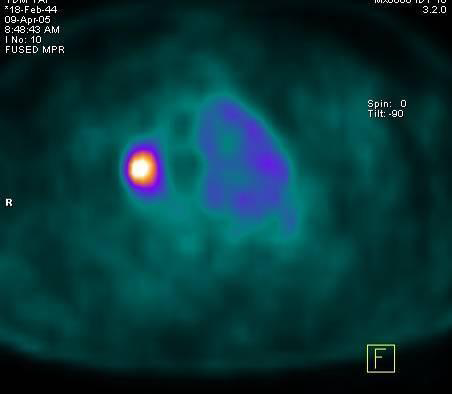 *18-Feb-44
09-Apr-05
8:48:43 AM
I No: 10
FUSED MPR
3.2.0
Spin: 0
Tilt: -90
R
F